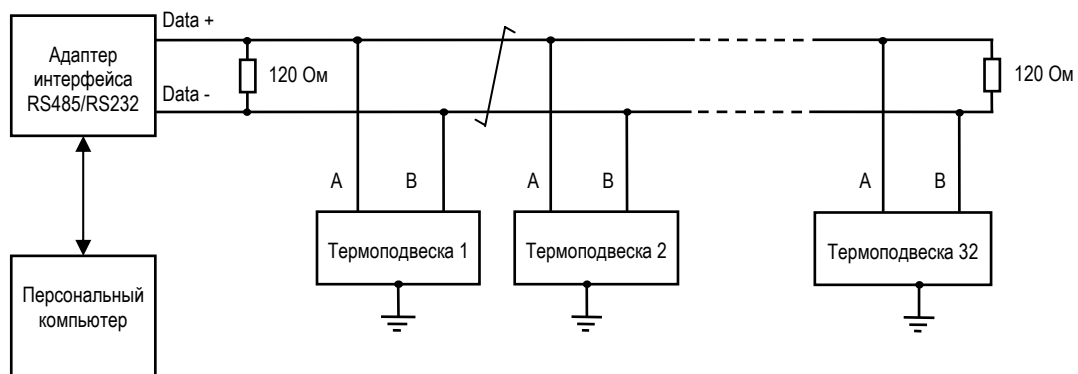 Data +
Адаптер
интерфейса
RS485/RS232
120 Ом
120 Ом
Data -
A
B
A
B
A
B
Термоподвеска 1
Термоподвеска 2
Термоподвеска 32
Персональный
компьютер